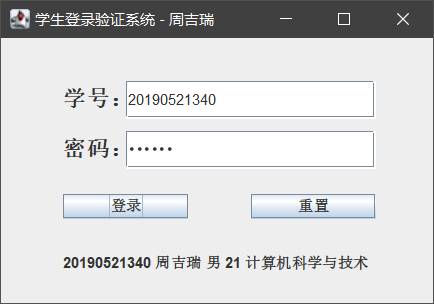 学生登录验证系统 - 周吉瑞
学号：20190521340
密码：••••••
登录 重置
20190521340 周吉瑞 男 21 计算机科学与技术